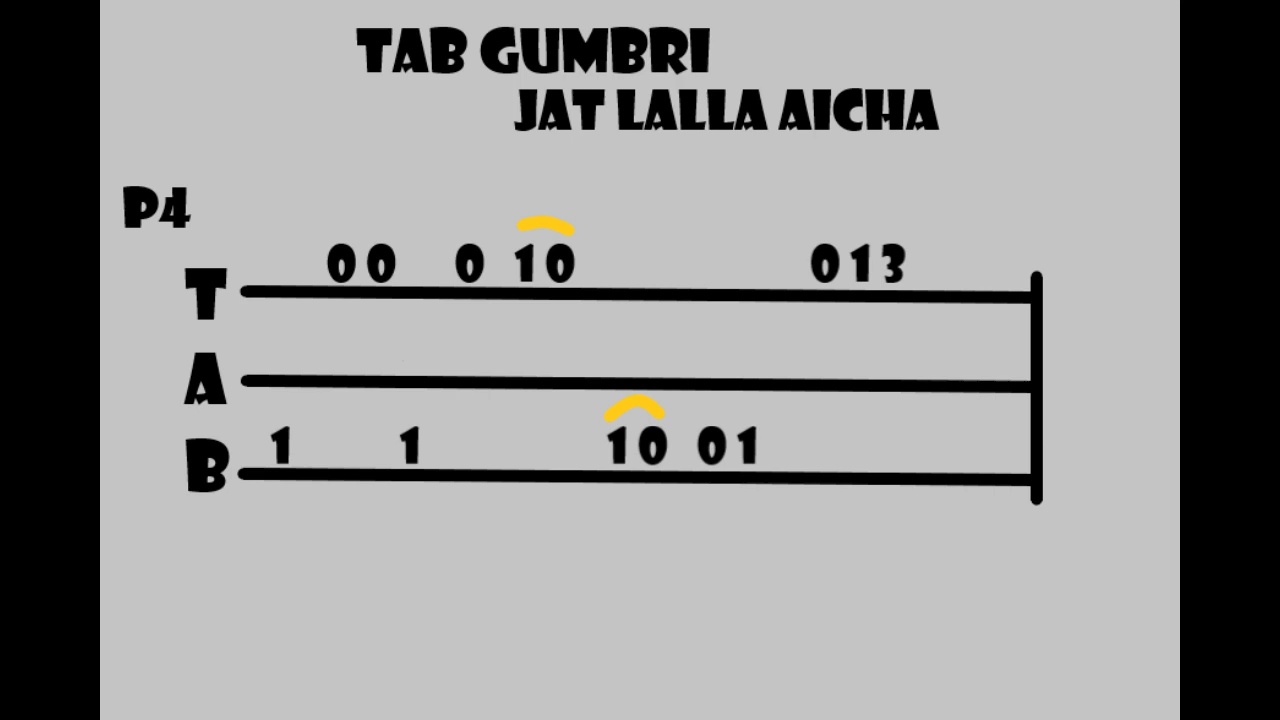 TAB GUMBRI
JAT LALLA AICHA
P4
T 00 0 10 013
A
B 1 1 10 01